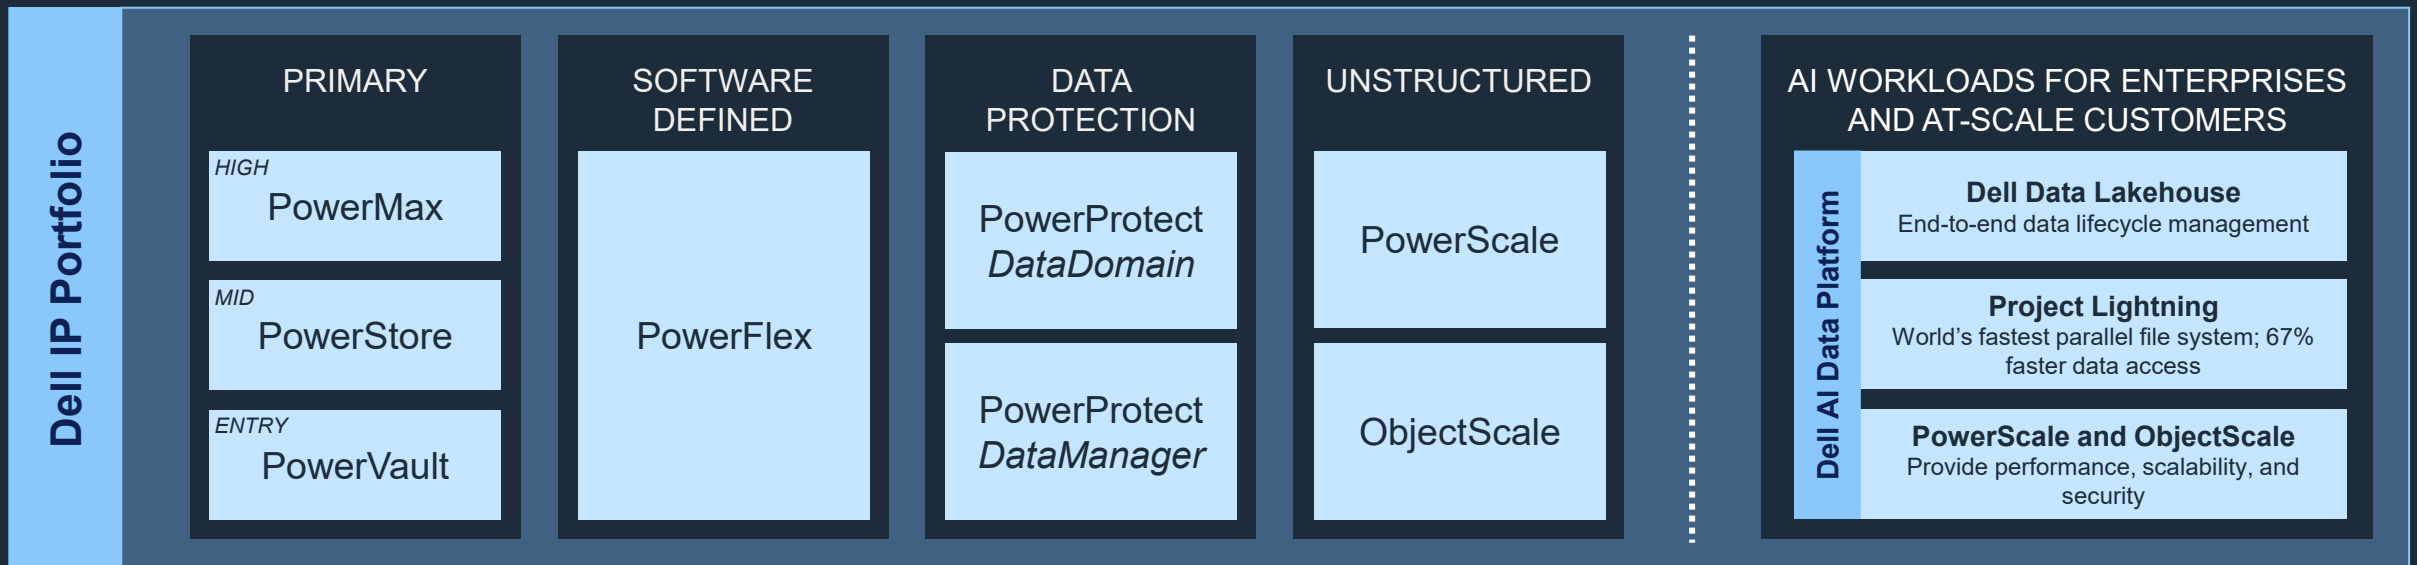 Dell IP Portfolio
PRIMARY
HIGH
PowerMax
MID
PowerStore
ENTRY
PowerVault
SOFTWARE
DEFINED
PowerFlex
DATA
PROTECTION
PowerProtect
DataDomain
PowerProtect
DataManager
UNSTRUCTURED
PowerScale
ObjectScale
AI WORKLOADS FOR ENTERPRISES
AND AT-SCALE CUSTOMERS
Dell AI Data Platform
Dell Data Lakehouse
End-to-end data lifecycle management
Project Lightning
World’s fastest parallel file system; 67%
faster data access
PowerScale and ObjectScale
Provide performance, scalability, and
security